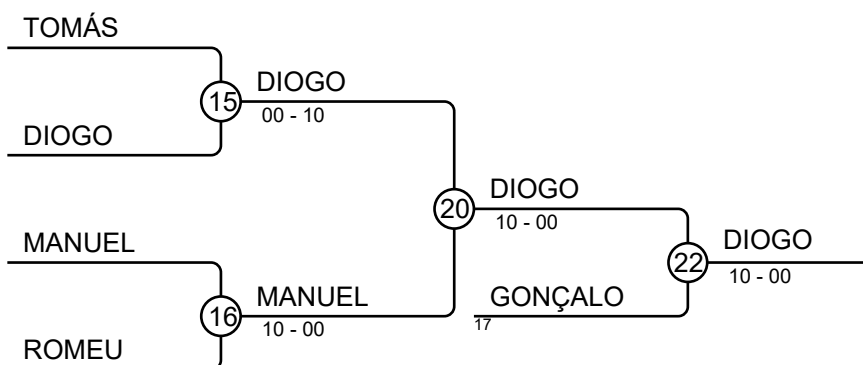 TOMÁS
DIOGO
15
00 - 10
DIOGO
MANUEL
DIOGO
20
10 - 00
DIOGO
22
10 - 00
MANUEL
16
10 - 00
GONÇALO
17
ROMEU